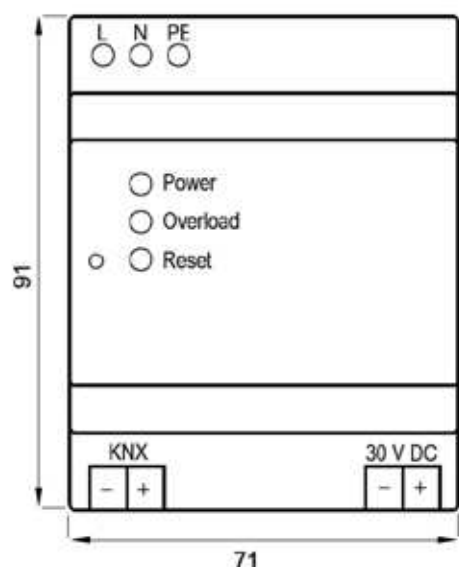 L N PE
Power
Overload
Reset
91
KNX
30 V DC
- +
- +
71